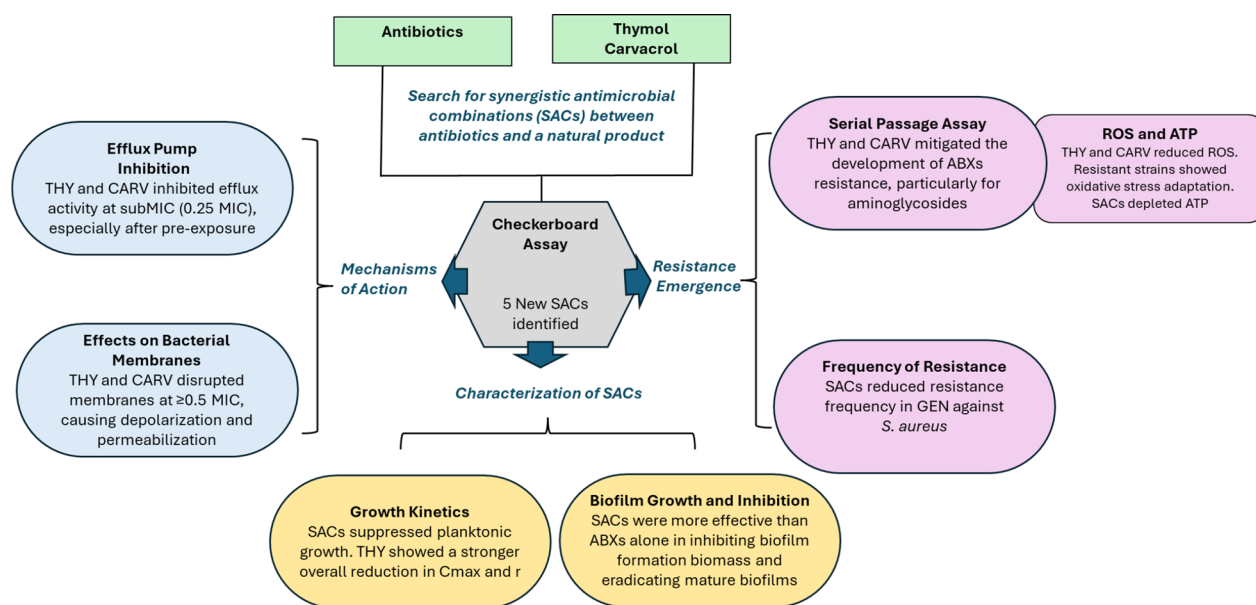 Antibiotics
Thymol
Carvacrol
Search for synergistic antimicrobial
combinations (SACs) between
antibiotics and a natural product
Efflux Pump
Inhibition
THY and CARV inhibited efflux
activity at subMIC (0.25 MIC),
especially after pre-exposure
Effects on Bacterial
Membranes
THY and CARV disrupted
membranes at ≥0.5 MIC,
causing depolarization and
permeabilization
Mechanisms
of Action
Checkerboard
Assay
5 New SACs
identified
Resistance
Emergence
Serial Passage Assay
THY and CARV mitigated the
development of ABXs
resistance, particularly for
aminoglycosides
ROS and ATP
THY and CARV reduced ROS.
Resistant strains showed
oxidative stress adaptation.
SACs depleted ATP
Frequency of Resistance
SACs reduced resistance
frequency in GEN against
S. aureus
Characterization of SACs
Growth Kinetics
SACs suppressed planktonic
growth. THY showed a stronger
overall reduction in Cmax and r
Biofilm Growth and Inhibition
SACs were more effective than
ABXs alone in inhibiting biofilm
formation biomass and
eradicating mature biofilms